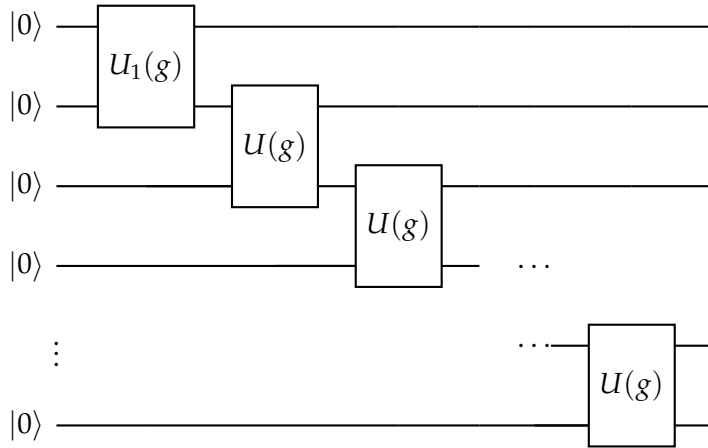 |0⟩
U₁(g)
|0⟩
U(g)
|0⟩
U(g)
|0⟩ ···
⋮ ···
U(g)
|0⟩